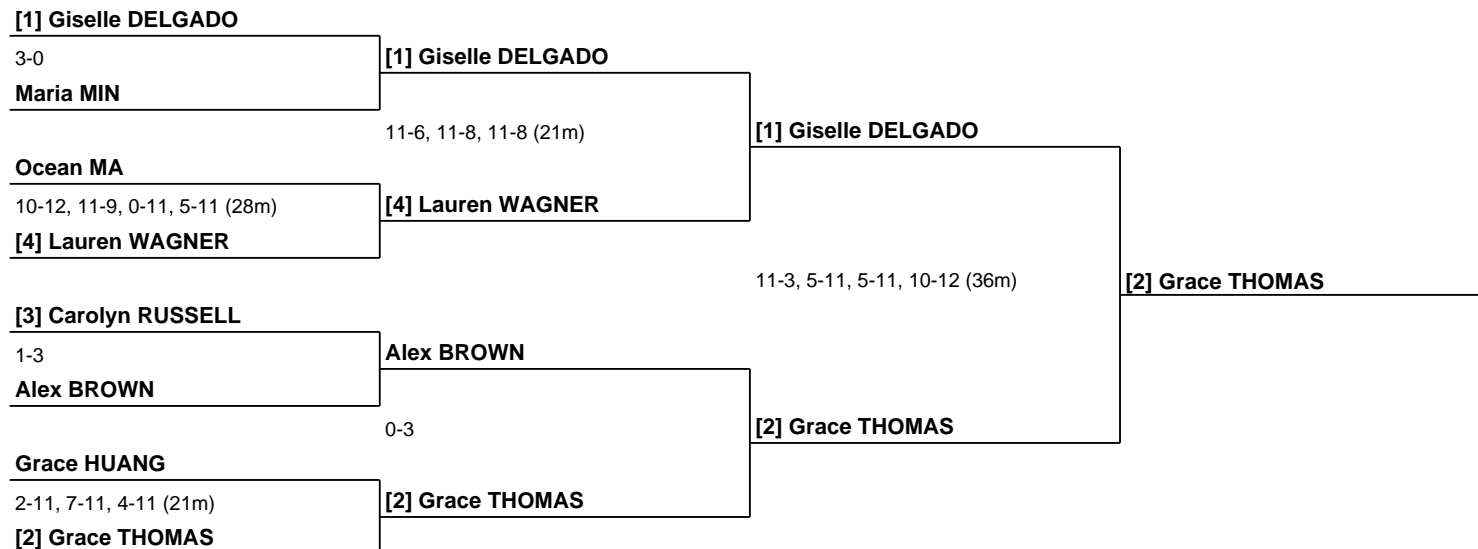 [1] Giselle DELGADO
3-0
Maria MIN
Ocean MA
10-12, 11-9, 0-11, 5-11 (28m)
[4] Lauren WAGNER
[3] Carolyn RUSSELL
1-3
Alex BROWN
Grace HUANG
2-11, 7-11, 4-11 (21m)
[2] Grace THOMAS
[1] Giselle DELGADO
11-6, 11-8, 11-8 (21m)
[4] Lauren WAGNER
Alex BROWN
0-3
[2] Grace THOMAS
[1] Giselle DELGADO
11-3, 5-11, 5-11, 10-12 (36m)
[2] Grace THOMAS
[2] Grace THOMAS